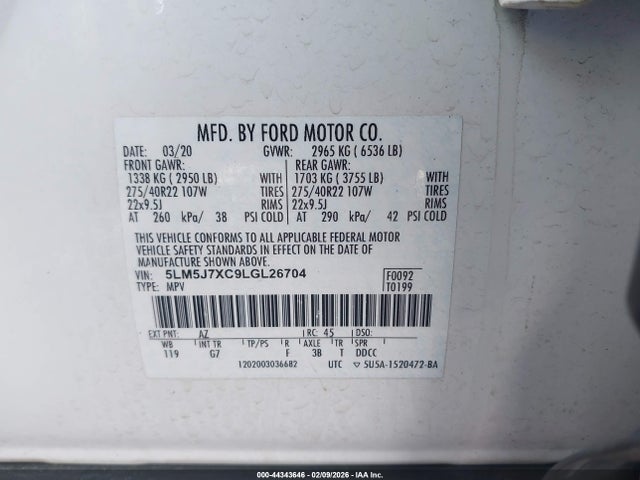 MFD. BY FORD MOTOR CO.
DATE: 03/20 GVWR: 2965 KG ( 6536 LB)
FRONT GAWR: REAR GAWR:
1338 KG ( 2950 LB) WITH 1703 KG ( 3755 LB) WITH
275/40R22 107W TIRES 275/40R22 107W TIRES
22x9.5J RIMS 22x9.5J RIMS
AT 260 kPa/ 38 PSI COLD AT 290 kPa/ 42 PSI COLD
THIS VEHICLE CONFORMS TO ALL APPLICABLE FEDERAL MOTOR
VEHICLE SAFETY STANDARDS IN EFFECT ON THE DATE OF
MANUFACTURE SHOWN ABOVE.
VIN: 5LM5J7XC9LGL26704 F0092
TYPE: MPV T0199
EXT PNT: AZ RC: 45 DSO:
WB INT TR TP/PS R AXLE TR SPR
119 G7 F 3B T DDCC
1202003036682 UTC ▽ 5U5A-1520472-BA
000-44343646 - 02/09/2026 - IAA Inc.